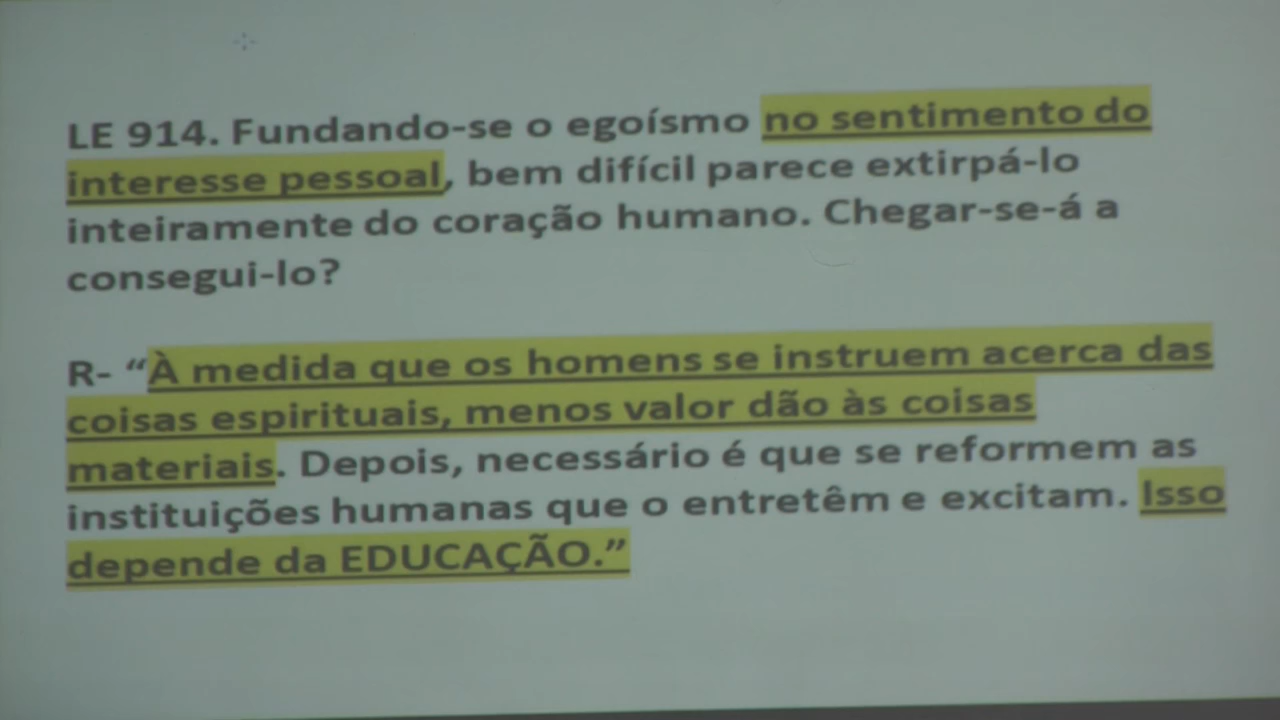 LE 914. Fundando-se o egoísmo no sentimento do
interesse pessoal, bem difícil parece extirpá-lo
inteiramente do coração humano. Chegar-se-á a
consegui-lo?
R- “À medida que os homens se instruem acerca das
coisas espirituais, menos valor dão às coisas
materiais. Depois, necessário é que se reformem as
instituições humanas que o entretêm e excitam. Isso
depende da EDUCAÇÃO.”